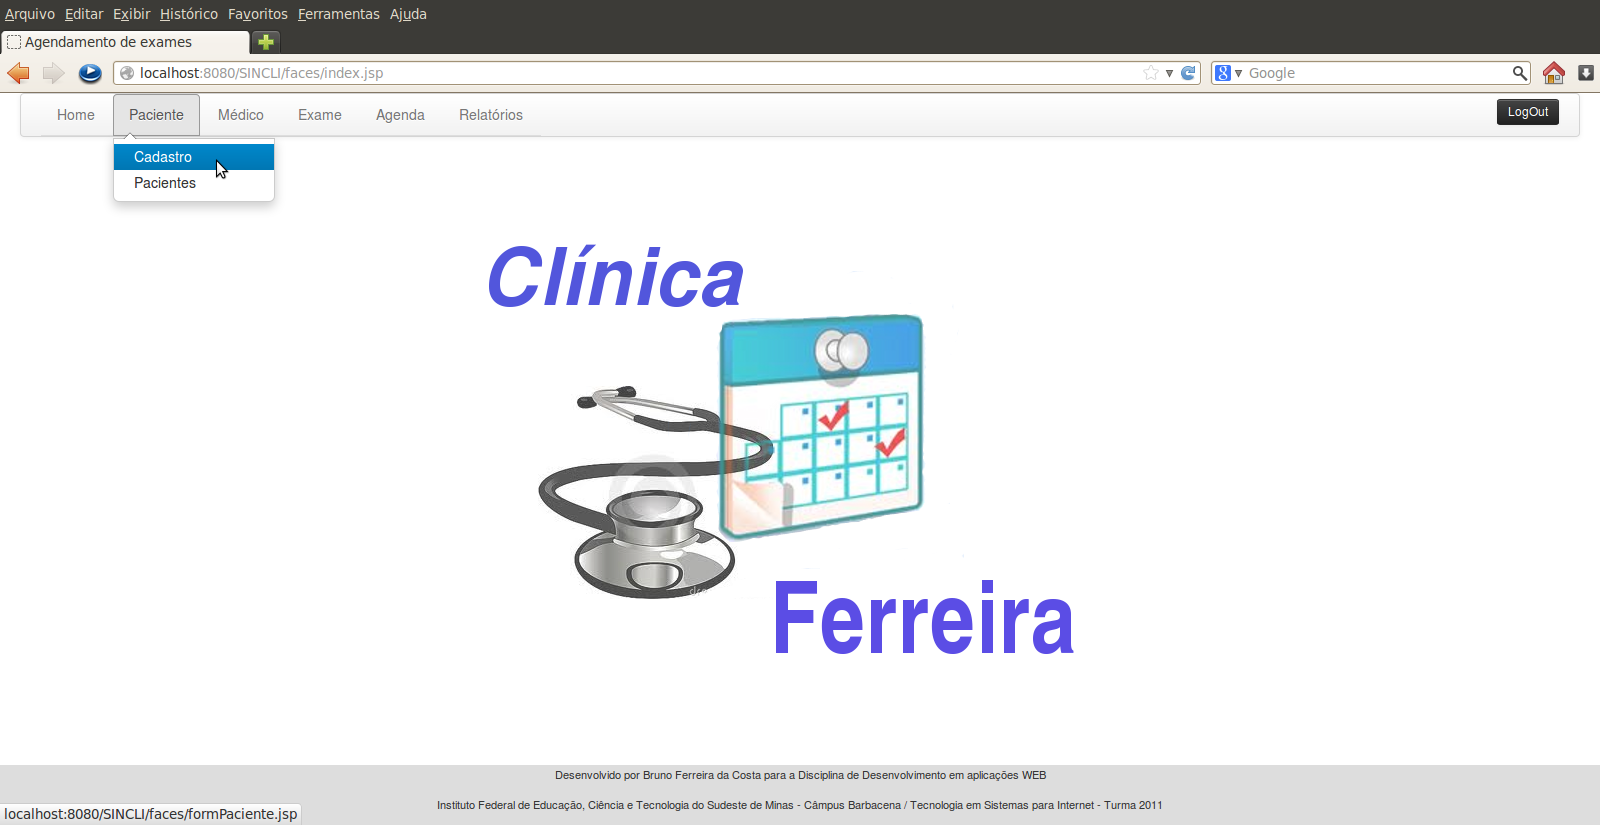 Arquivo Editar Exibir Histórico Favoritos Ferramentas Ajuda
Agendamento de exames
localhost:8080/SINCLI/faces/index.jsp
8 Google
Home Paciente Médico Exame Agenda Relatórios LogOut
Cadastro
Pacientes
Clínica
Ferreira
Desenvolvido por Bruno Ferreira da Costa para a Disciplina de Desenvolvimento em aplicações WEB
Instituto Federal de Educação, Ciência e Tecnologia do Sudeste de Minas - Câmpus Barbacena / Tecnologia em Sistemas para Internet - Turma 2011
localhost:8080/SINCLI/faces/formPaciente.jsp